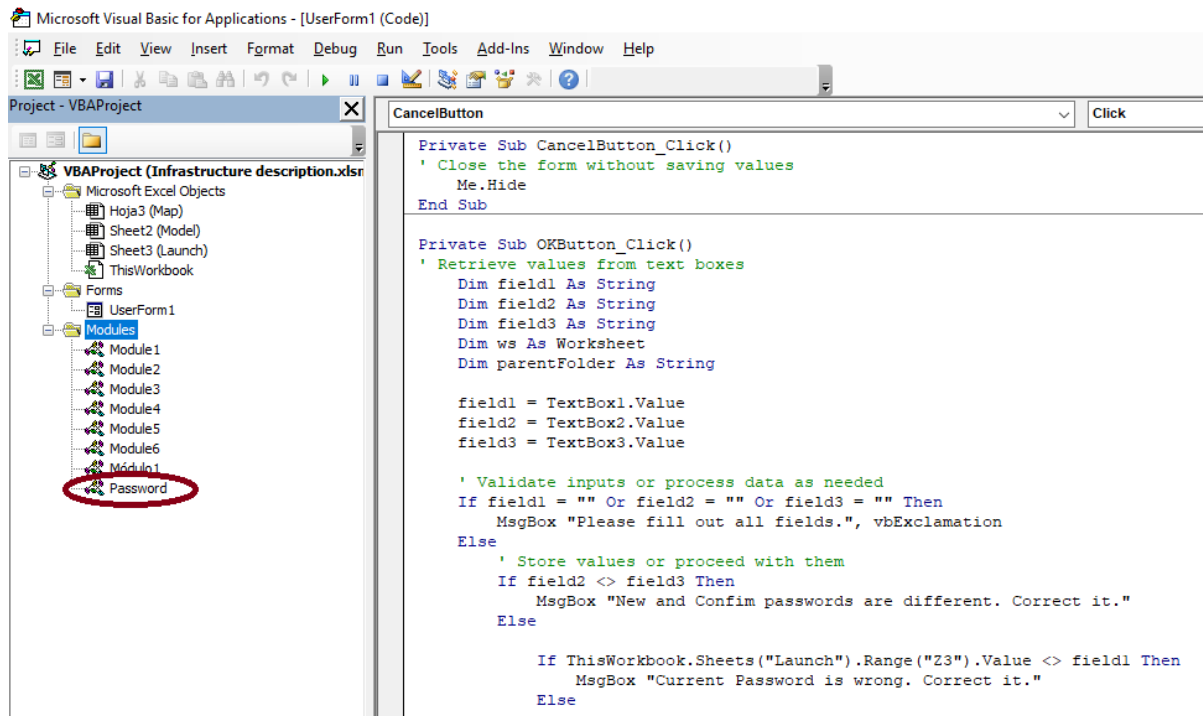 Microsoft Visual Basic for Applications - [UserForm1 (Code)]
File Edit View Insert Format Debug Run Tools Add-Ins Window Help
Project - VBAProject
VBAProject (Infrastructure description.xlsm
Microsoft Excel Objects
Hoja3 (Map)
Sheet2 (Model)
Sheet3 (Launch)
ThisWorkbook
Forms
UserForm1
Modules
Module1
Module2
Module3
Module4
Module5
Module6
Módulo1
Password
CancelButton Click
Private Sub CancelButton_Click()
' Close the form without saving values
Me.Hide
End Sub
Private Sub OKButton_Click()
' Retrieve values from text boxes
Dim field1 As String
Dim field2 As String
Dim field3 As String
Dim ws As Worksheet
Dim parentFolder As String
field1 = TextBox1.Value
field2 = TextBox2.Value
field3 = TextBox3.Value
' Validate inputs or process data as needed
If field1 = "" Or field2 = "" Or field3 = "" Then
MsgBox "Please fill out all fields.", vbExclamation
Else
' Store values or proceed with them
If field2 <> field3 Then
MsgBox "New and Confim passwords are different. Correct it."
Else
If ThisWorkbook.Sheets("Launch").Range("Z3").Value <> field1 Then
MsgBox "Current Password is wrong. Correct it."
Else